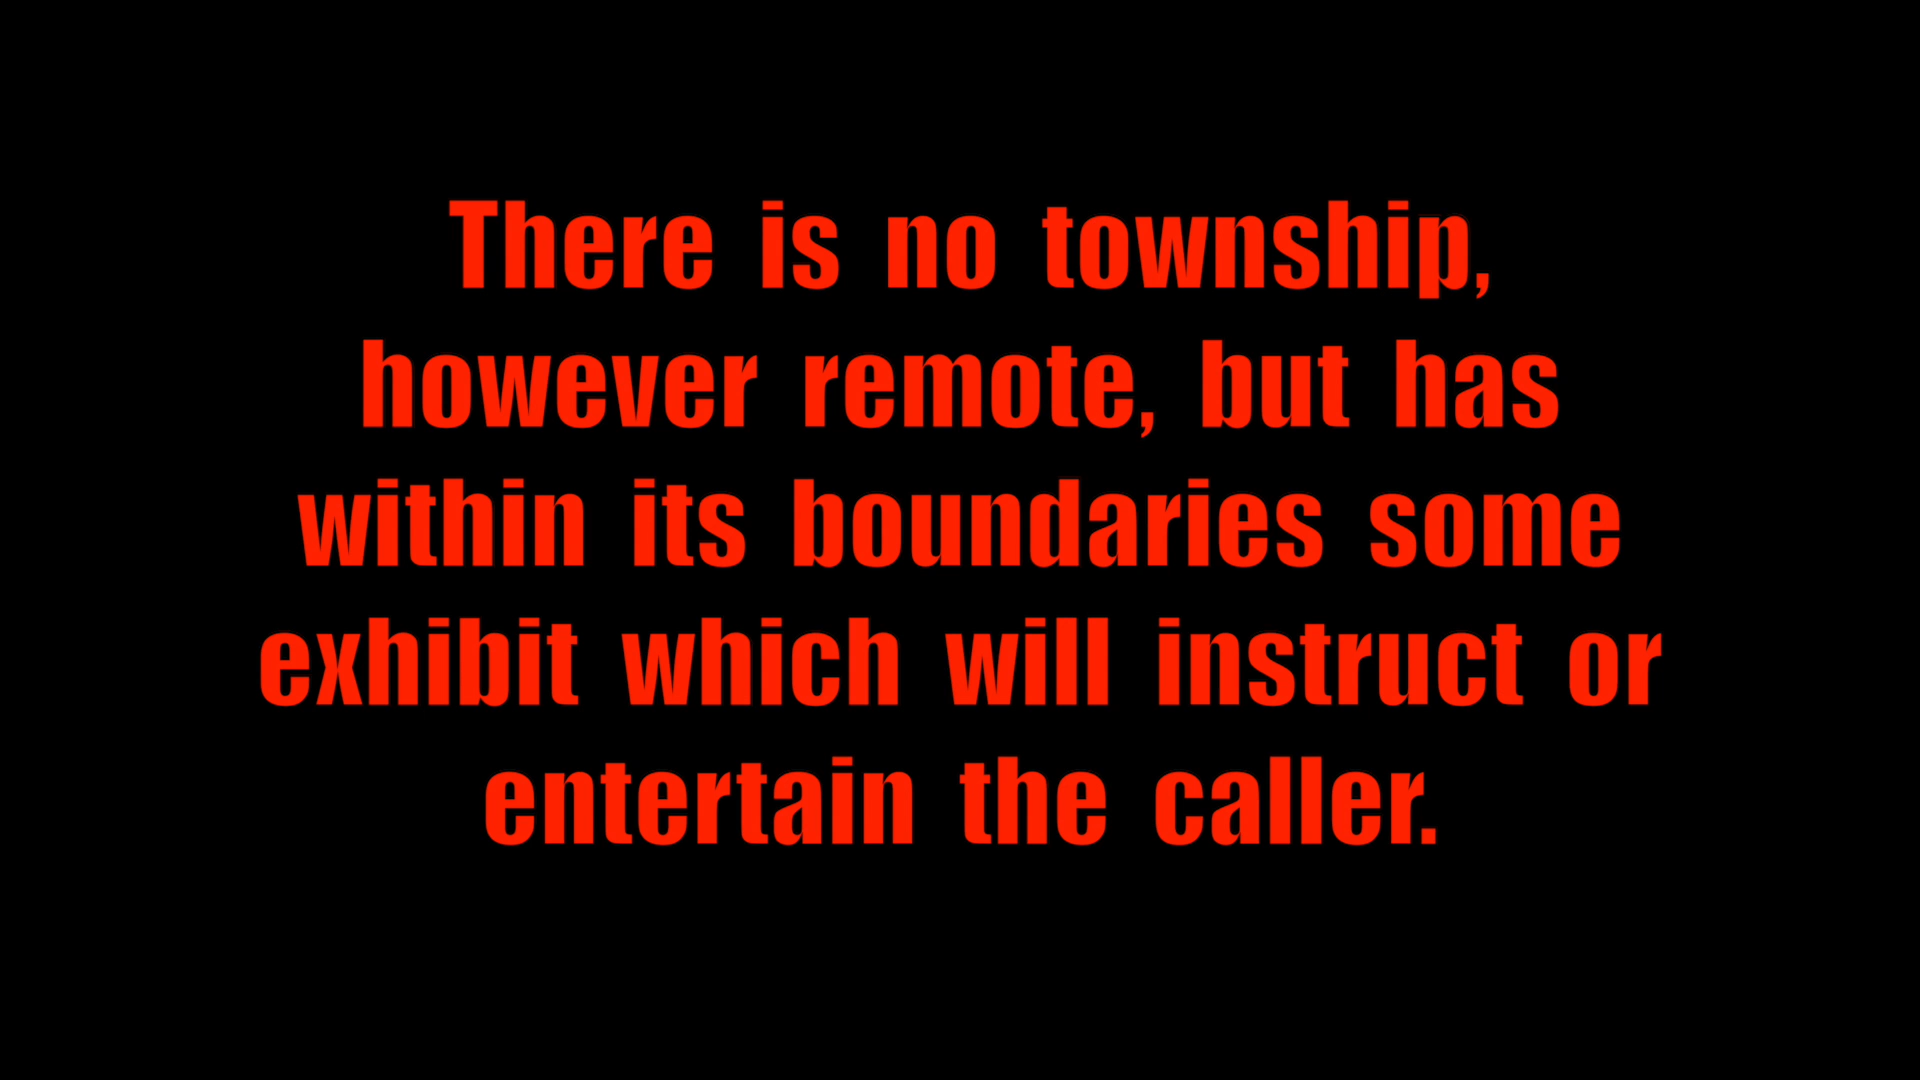 There is no township,
however remote, but has
within its boundaries some
exhibit which will instruct or
entertain the caller.